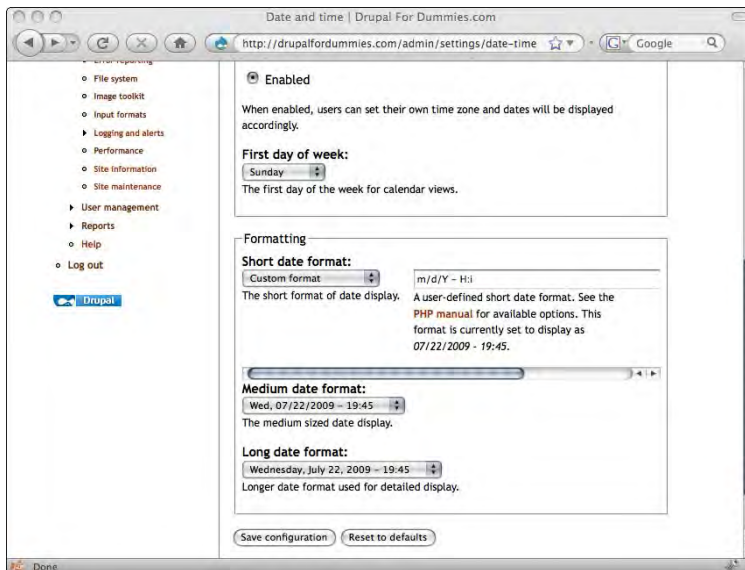 Date and time | Drupal For Dummies.com
http://drupalfordummies.com/admin/settings/date-time
Google
Error reporting
File system
Image toolkit
Input formats
Logging and alerts
Performance
Site information
Site maintenance
User management
Reports
Help
Log out
Drupal
Enabled
When enabled, users can set their own time zone and dates will be displayed
accordingly.
First day of week:
Sunday
The first day of the week for calendar views.
Formatting
Short date format:
Custom format
The short format of date display.
m/d/Y - H:i
A user-defined short date format. See the
PHP manual for available options. This
format is currently set to display as
07/22/2009 - 19:45.
Medium date format:
Wed, 07/22/2009 - 19:45
The medium sized date display.
Long date format:
Wednesday, July 22, 2009 - 19:45
Longer date format used for detailed display.
Save configuration
Reset to defaults
Done